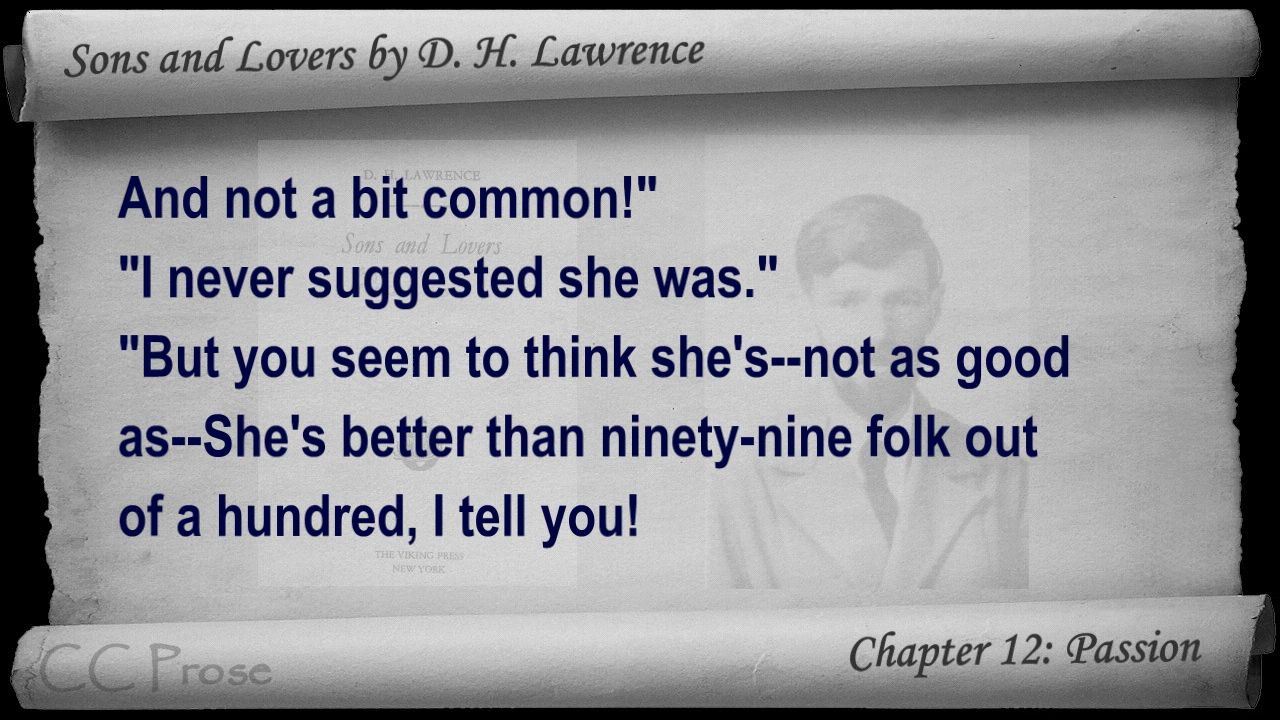 Sons and Lovers by D. H. Lawrence
D. H. LAWRENCE
Sons and Lovers
And not a bit common!"
"I never suggested she was."
"But you seem to think she's--not as good
as--She's better than ninety-nine folk out
of a hundred, I tell you!
THE VIKING PRESS
NEW YORK
CC Prose
Chapter 12: Passion